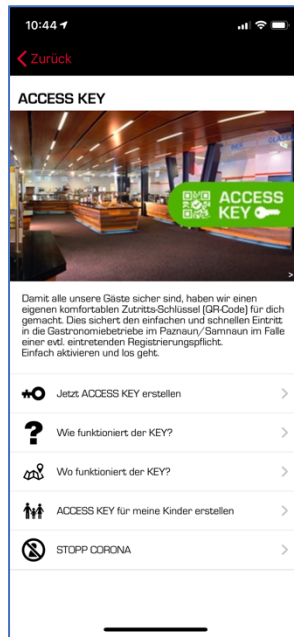 10:44
Zurück
ACCESS KEY
ACCESS
KEY
Damit alle unsere Gäste sicher sind, haben wir einen
eigenen komfortablen Zutritts-Schlüssel (QR-Code) für dich
gemacht. Dies sichert den einfachen und schnellen Eintritt
in die Gastronomiebetriebe im Paznaun/Samnaun im Falle
einer evtl. eintretenden Registrierungspflicht.
Einfach aktivieren und los geht.
Jetzt ACCESS KEY erstellen
Wie funktioniert der KEY?
Wo funktioniert der KEY?
ACCESS KEY für meine Kinder erstellen
STOPP CORONA